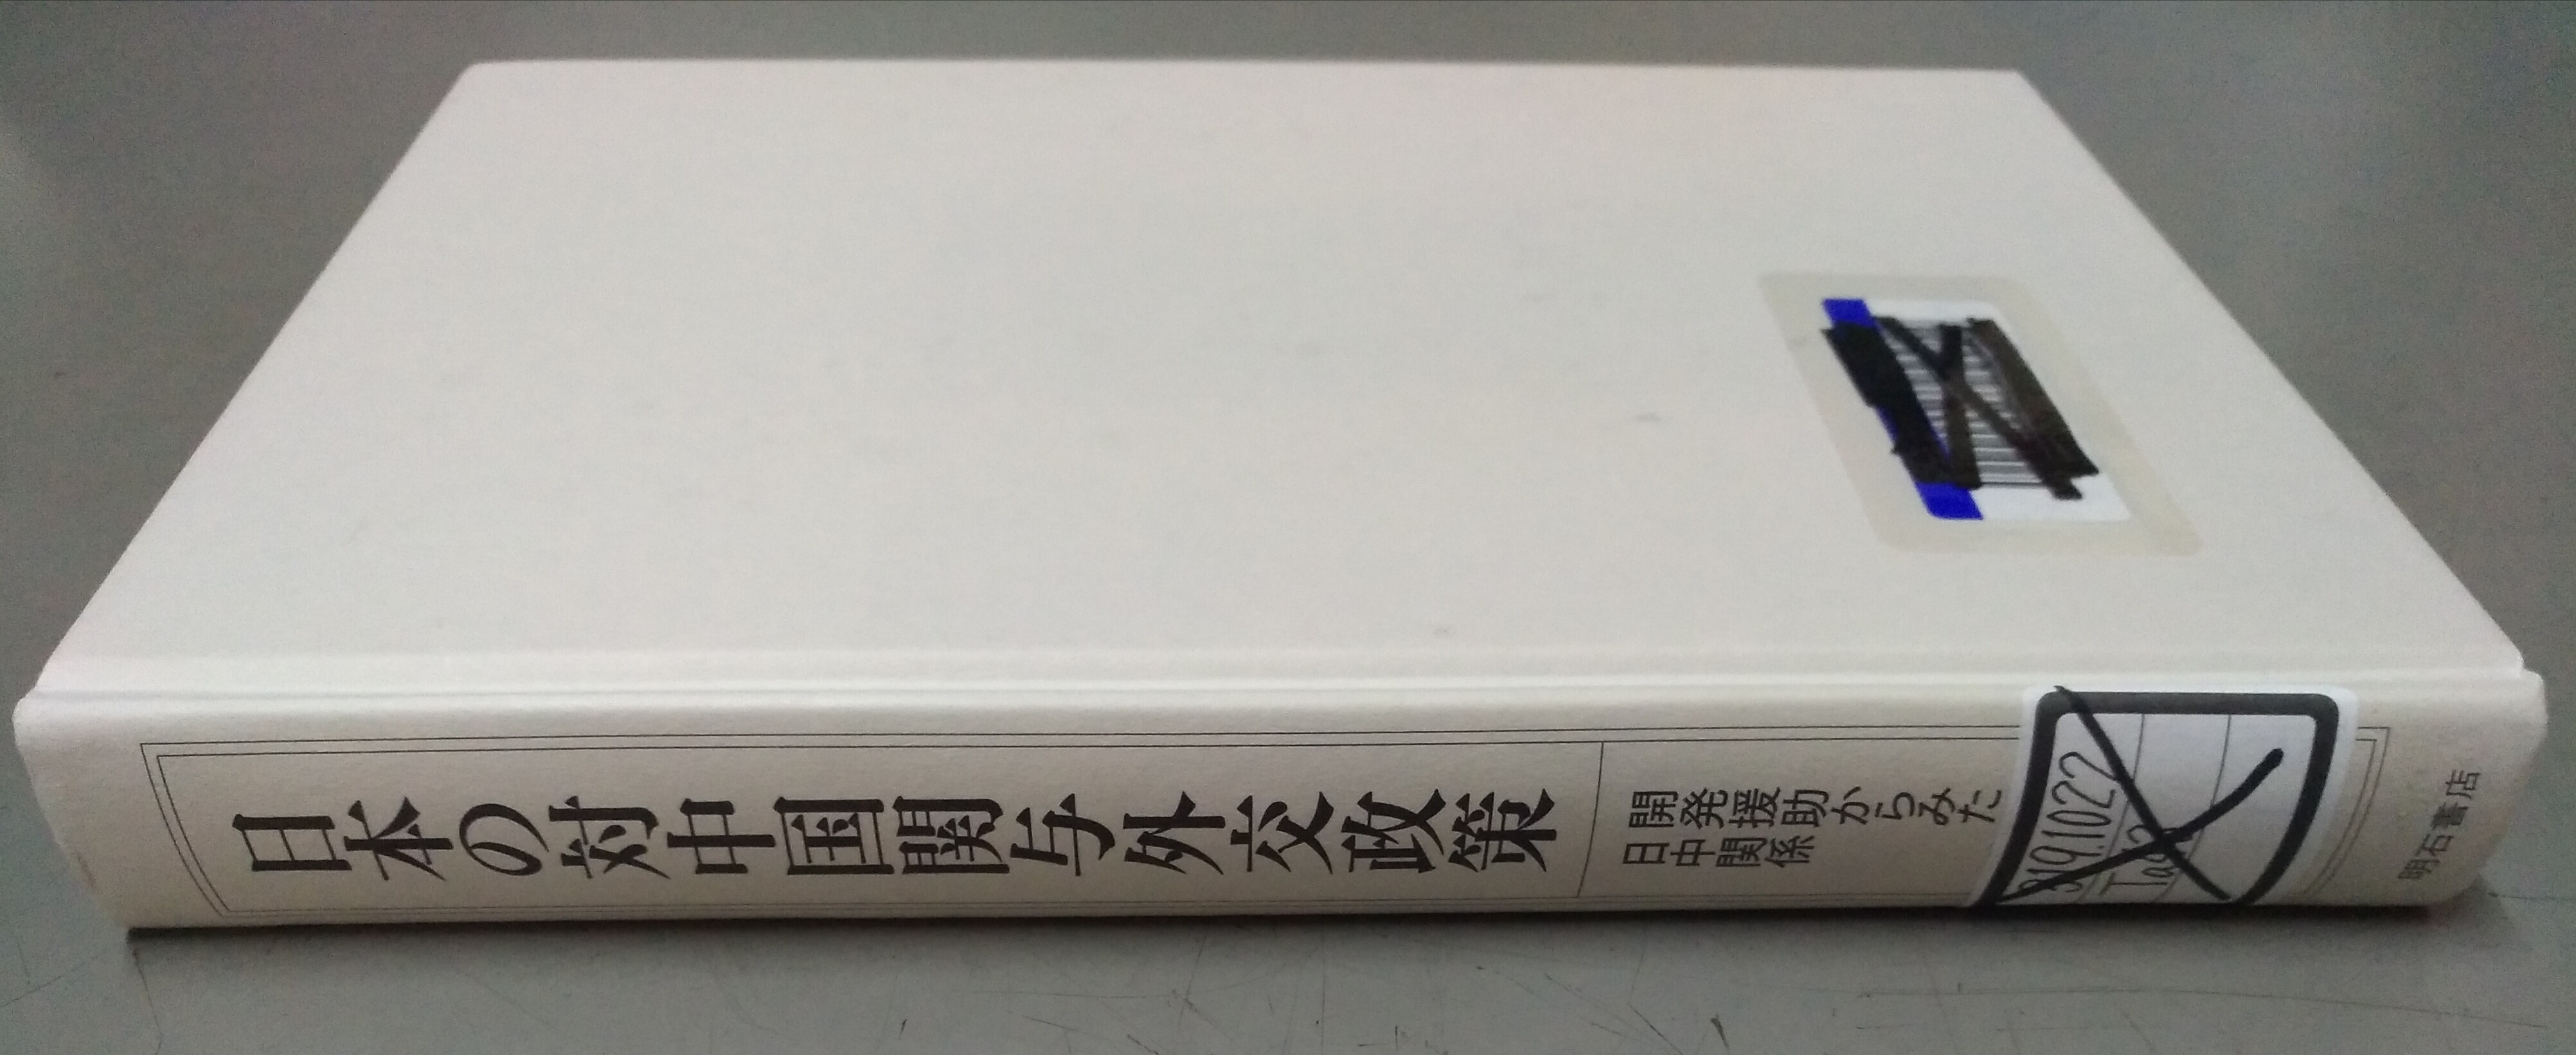 日本の対中国関与外交政策
開発援助からみた
日中関係
319.1022
明石書店